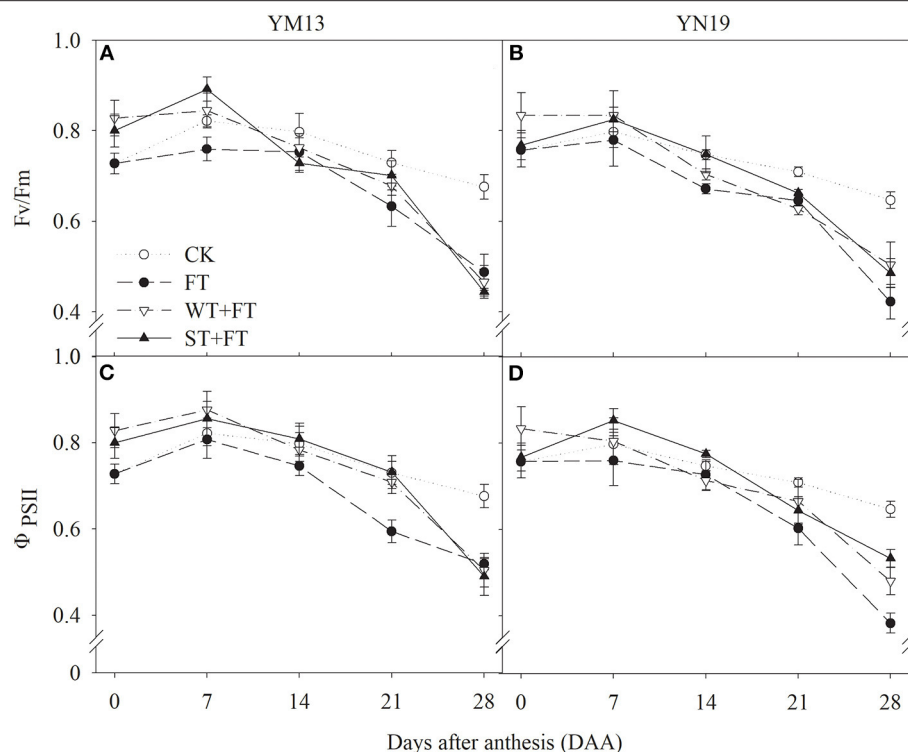 YM13
YN19
A
B
1.0
0.8
0.6
0.4
Fv/Fm
CK
FT
WT+FT
ST+FT
C
D
1.0
0.8
0.6
0.4
0
Φ PSII
0 7 14 21 28
0 7 14 21 28
Days after anthesis (DAA)